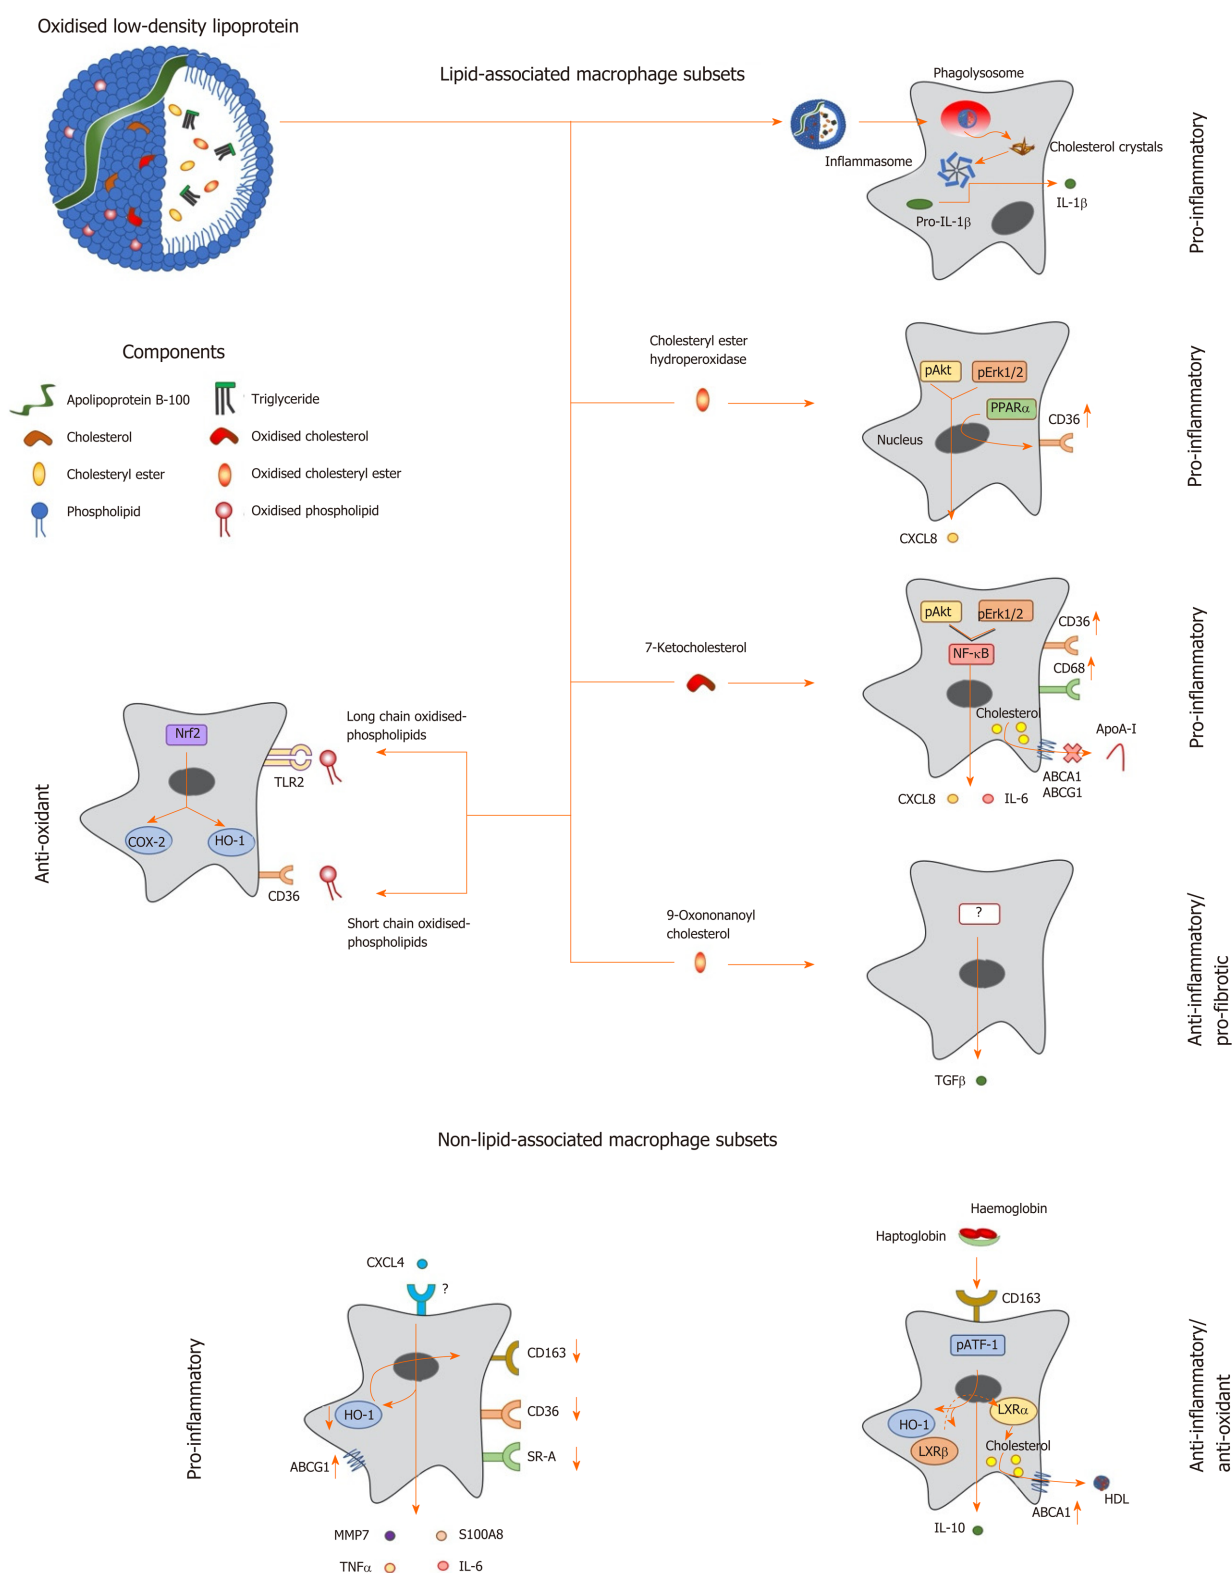 Oxidised low-density lipoprotein
Lipid-associated macrophage subsets
Phagolysosome
Inflammasome
Cholesterol crystals
IL-1β
Pro-IL-1β
Pro-inflammatory
Components
Apolipoprotein B-100
Triglyceride
Cholesterol
Oxidised cholesterol
Cholesteryl ester
Oxidised cholesteryl ester
Phospholipid
Oxidised phospholipid
Cholesteryl ester
hydroperoxidase
pAkt
pErk1/2
PPARα
CD36
Nucleus
CXCL8
Pro-inflammatory
7-Ketocholesterol
pAkt
pErk1/2
NF-κB
CD36
CD68
Cholesterol
ApoA-I
ABCA1
ABCG1
CXCL8
IL-6
Pro-inflammatory
Anti-oxidant
Nrf2
COX-2
HO-1
TLR2
CD36
Long chain oxidised-
phospholipids
Short chain oxidised-
phospholipids
9-Oxononanoyl
cholesterol
?
TGFβ
Anti-inflammatory/
pro-fibrotic
Non-lipid-associated macrophage subsets
Pro-inflammatory
CXCL4
?
CD163
CD36
SR-A
HO-1
ABCG1
MMP7
S100A8
TNFα
IL-6
Haemoglobin
Haptoglobin
CD163
pATF-1
HO-1
LXRα
LXRβ
Cholesterol
ABCA1
HDL
IL-10
Anti-inflammatory/
anti-oxidant